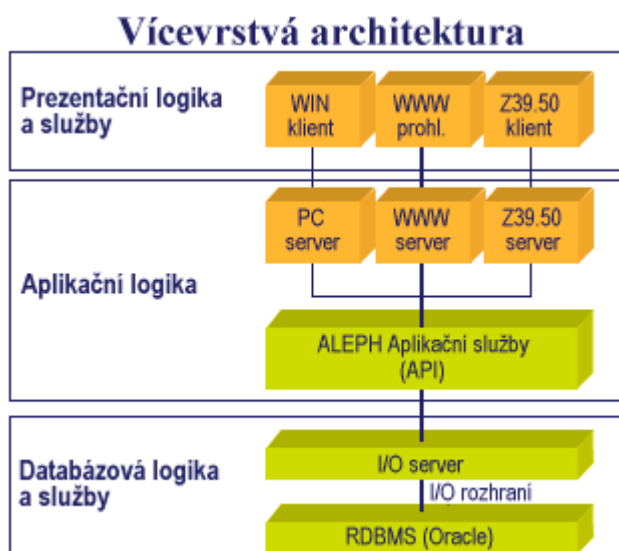 Vícevrstvá architektura
Prezentační logika
a služby
WIN
klient
WWW
prohl.
Z39.50
klient
Aplikační logika
PC
server
WWW
server
Z39.50
server
ALEPH Aplikační služby
(API)
Databázová logika
a služby
I/O server
I/O rozhraní
RDBMS (Oracle)